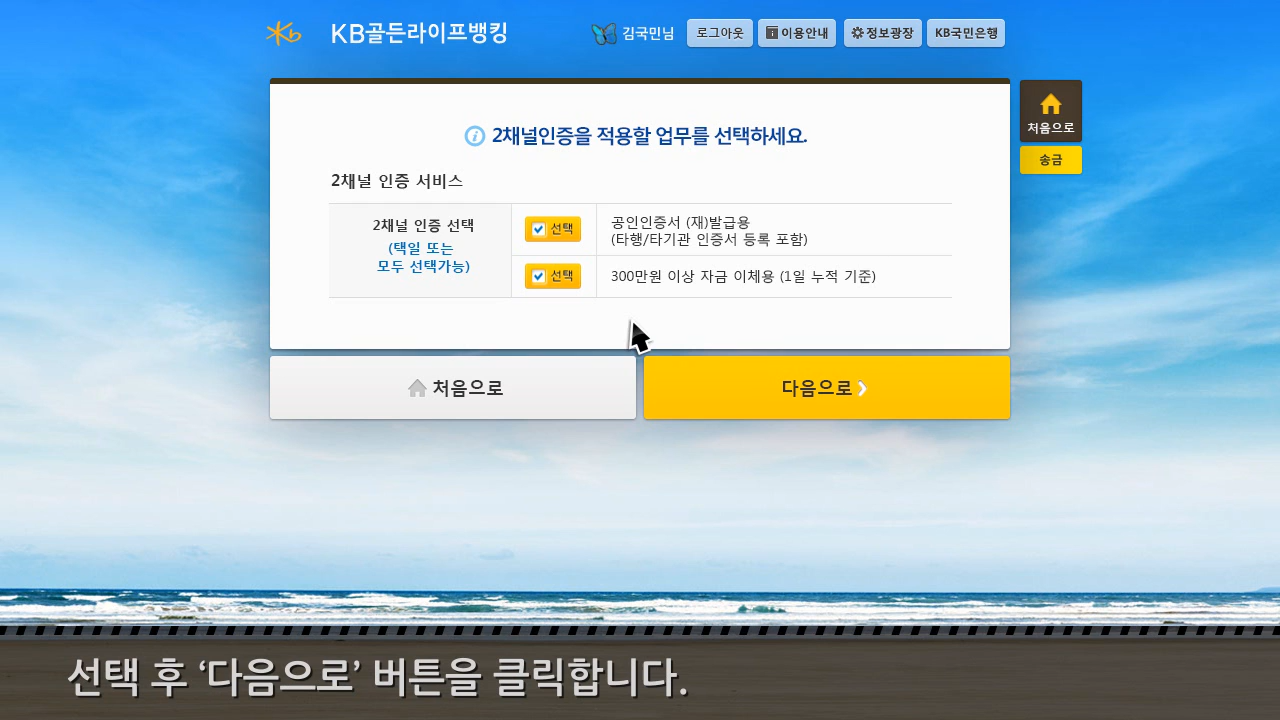 KB골든라이프뱅킹
김국민님
로그아웃
이용안내
정보광장
KB국민은행
처음으로
송금
2채널인증을 적용할 업무를 선택하세요.
2채널 인증 서비스
2채널 인증 선택
(택일 또는
모두 선택가능)
선택
공인인증서 (재)발급용
(타행/타기관 인증서 등록 포함)
선택
300만원 이상 자금 이체용 (1일 누적 기준)
처음으로
다음으로
선택 후 ‘다음으로’ 버튼을 클릭합니다.